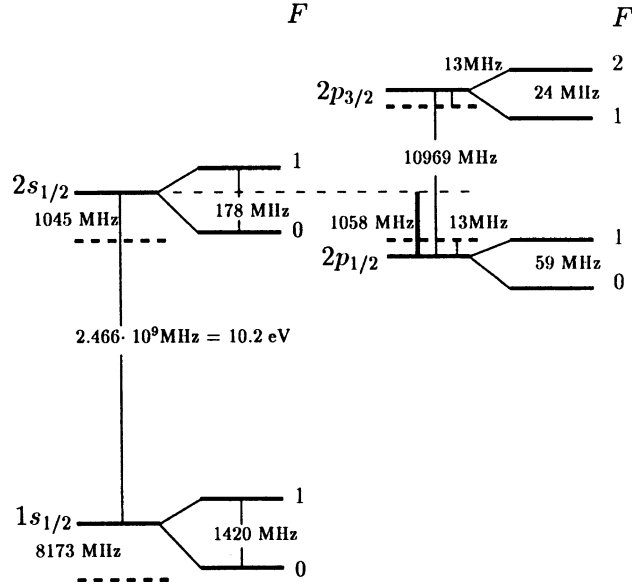 F
F
13MHz
2
2p3/2
24 MHz
1
10969 MHz
1
2s1/2
1045 MHz
178 MHz
0
1058 MHz
13MHz
1
2p1/2
59 MHz
0
2.466· 10⁹MHz = 10.2 eV
1
1s1/2
1420 MHz
8173 MHz
0